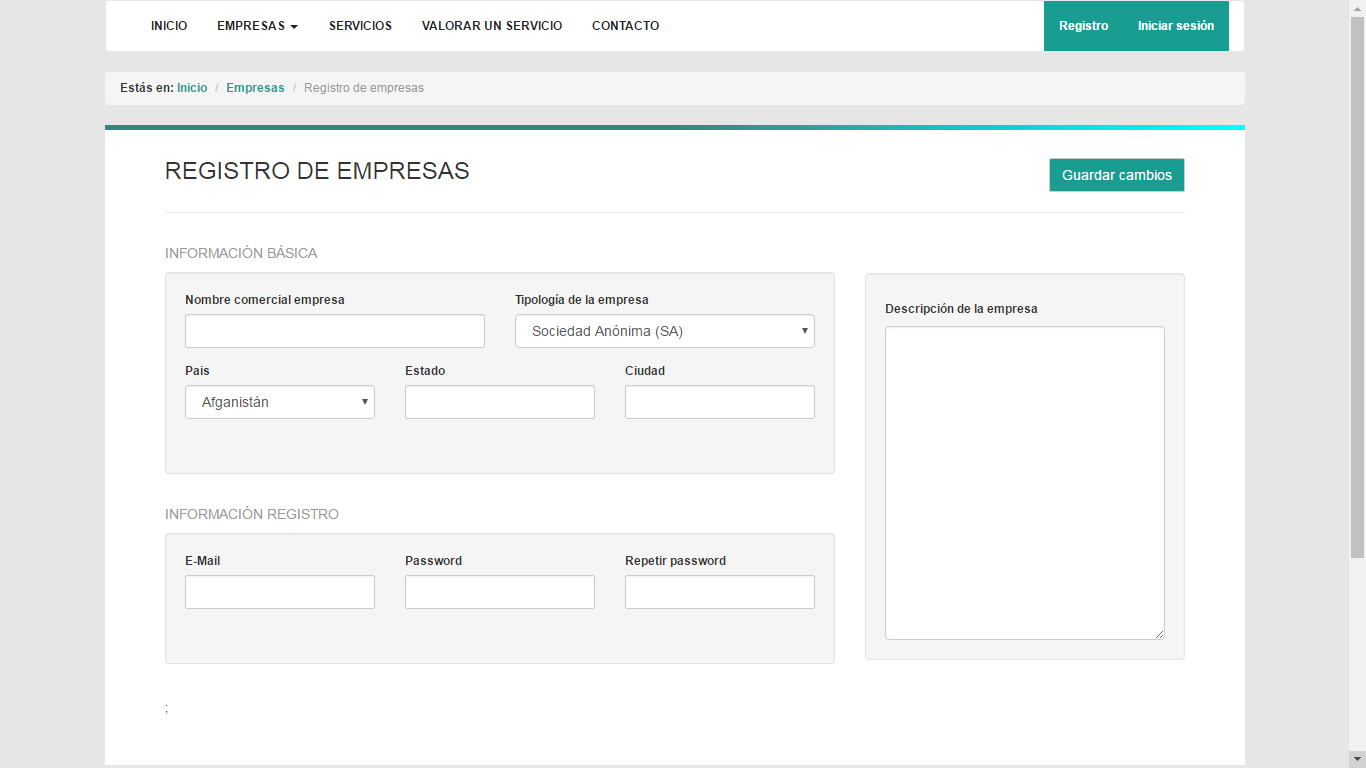 INICIO EMPRESAS SERVICIOS VALORAR UN SERVICIO CONTACTO Registro Iniciar sesión
Estás en: Inicio / Empresas / Registro de empresas
REGISTRO DE EMPRESAS Guardar cambios
INFORMACIÓN BÁSICA
Nombre comercial empresa Tipología de la empresa
Sociedad Anónima (SA)
Pais Estado Ciudad
Afganistán
Descripción de la empresa
INFORMACIÓN REGISTRO
E-Mail Password Repetir password
;